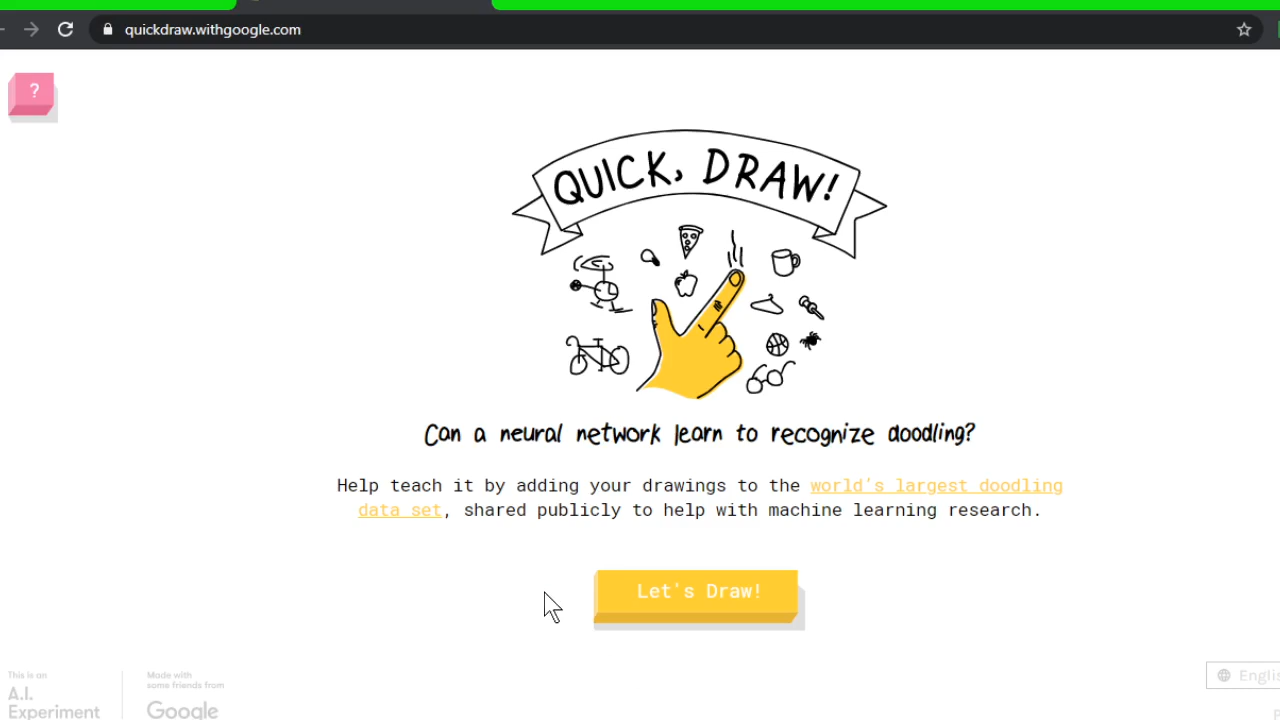 quickdraw.withgoogle.com
?
QUICK, DRAW!
Can a neural network learn to recognize doodling?
Help teach it by adding your drawings to the world's largest doodling
data set, shared publicly to help with machine learning research.
Let's Draw!
This is an
A.I.
Experiment
Made with
some friends from
Google